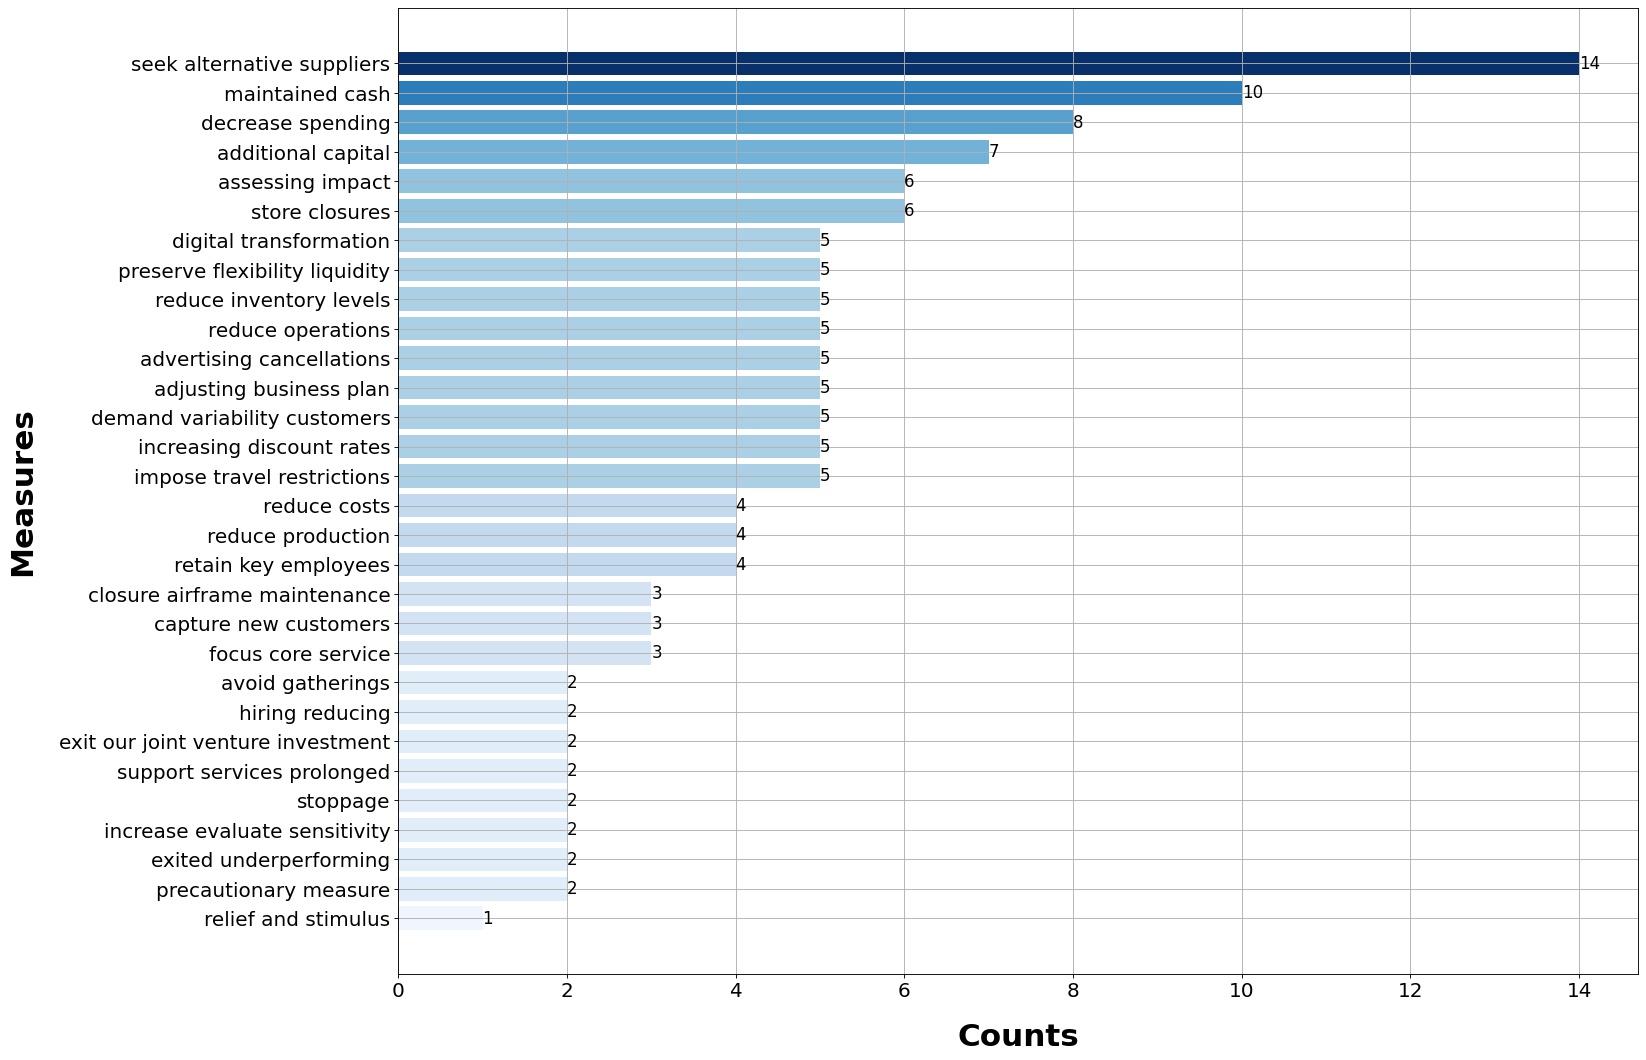 seek alternative suppliers 14
maintained cash 10
decrease spending 8
additional capital 7
assessing impact 6
store closures 6
digital transformation 5
preserve flexibility liquidity 5
reduce inventory levels 5
reduce operations 5
advertising cancellations 5
adjusting business plan 5
demand variability customers 5
increasing discount rates 5
impose travel restrictions 5
reduce costs 4
reduce production 4
retain key employees 4
closure airframe maintenance 3
capture new customers 3
focus core service 3
avoid gatherings 2
hiring reducing 2
exit our joint venture investment 2
support services prolonged 2
stoppage 2
increase evaluate sensitivity 2
exited underperforming 2
precautionary measure 2
relief and stimulus 1
Measures
0 2 4 6 8 10 12 14
Counts